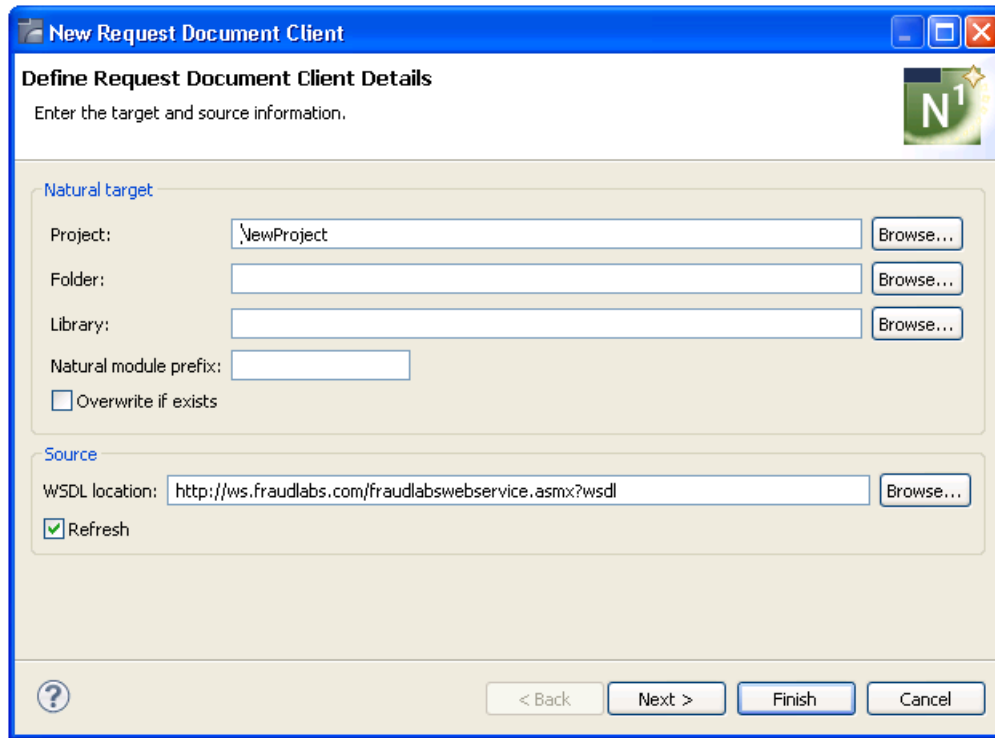 New Request Document Client
Define Request Document Client Details
Enter the target and source information.
N1
Natural target
Project: NewProject Browse...
Folder: Browse...
Library: Browse...
Natural module prefix:
Overwrite if exists
Source
WSDL location: http://ws.fraudlabs.com/fraudlabswebservice.asmx?wsdl Browse...
Refresh
? < Back Next > Finish Cancel